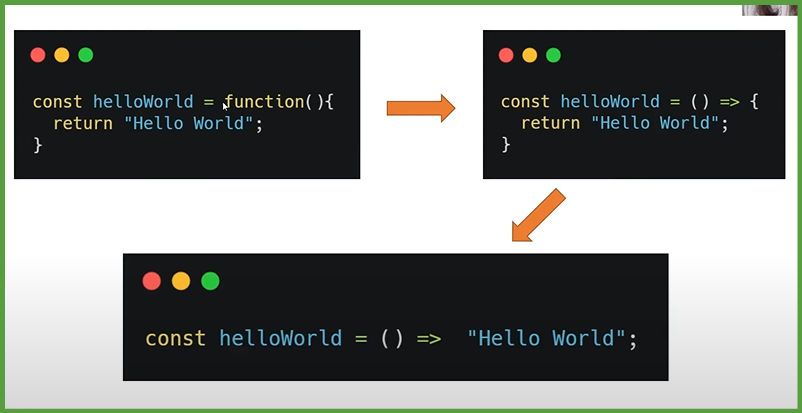 const helloWorld = function(){
  return "Hello World";
}
const helloWorld = () => {
  return "Hello World";
}
const helloWorld = () =>  "Hello World";